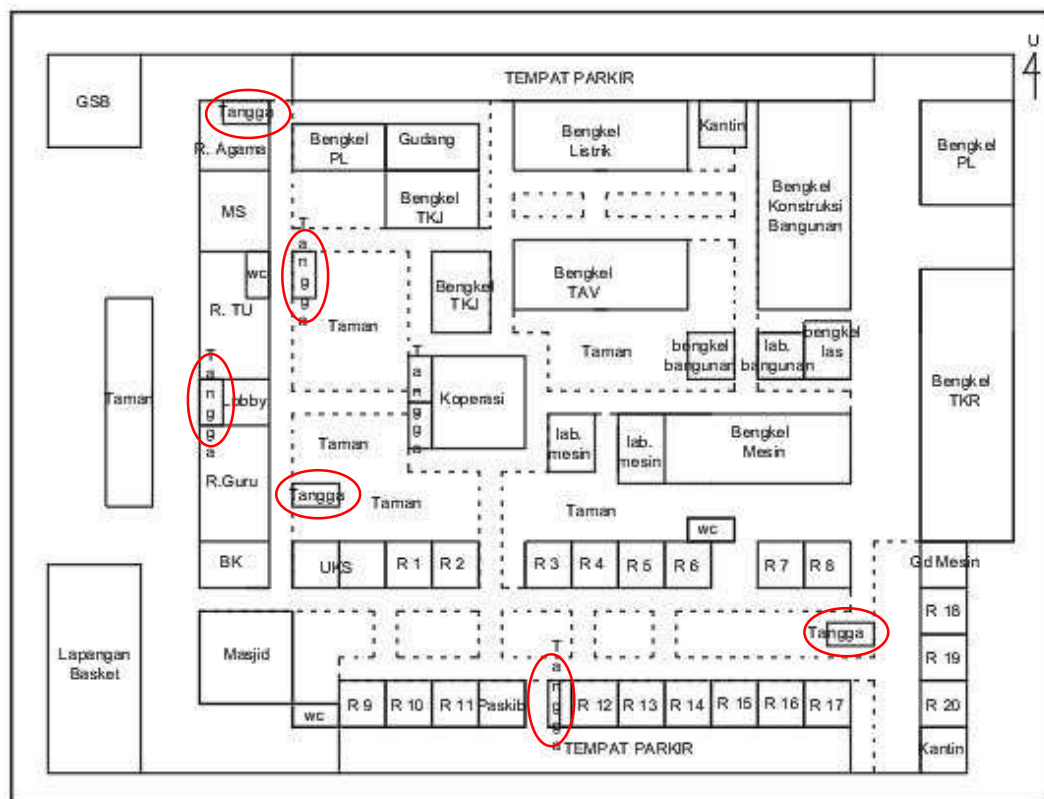 U
TEMPAT PARKIR
GSB
Tangga
R. Agama
Bengkel
PL
Gudang
Bengkel
Listrik
Kantin
Bengkel
PL
MS
Bengkel
TKJ
Bengkel
Konstruksi
Bangunan
Tangga
wc
R. TU
Bengkel
TKJ
Bengkel
TAV
Taman
Taman
bengkel
bangunan
lab.
bangunan
bengkel
las
Taman
Tangga
Lobby
Tangga
Koperasi
Bengkel
TKR
Taman
lab.
mesin
lab.
mesin
Bengkel
Mesin
R.Guru
Tangga
Taman
Taman
wc
BK
UKS
R 1
R 2
R 3
R 4
R 5
R 6
R 7
R 8
Gd Mesin
R 18
Lapangan
Basket
Masjid
Tangga
Tangga
R 19
wc
R 9
R 10
R 11
Paskib
R 12
R 13
R 14
R 15
R 16
R 17
R 20
TEMPAT PARKIR
Kantin